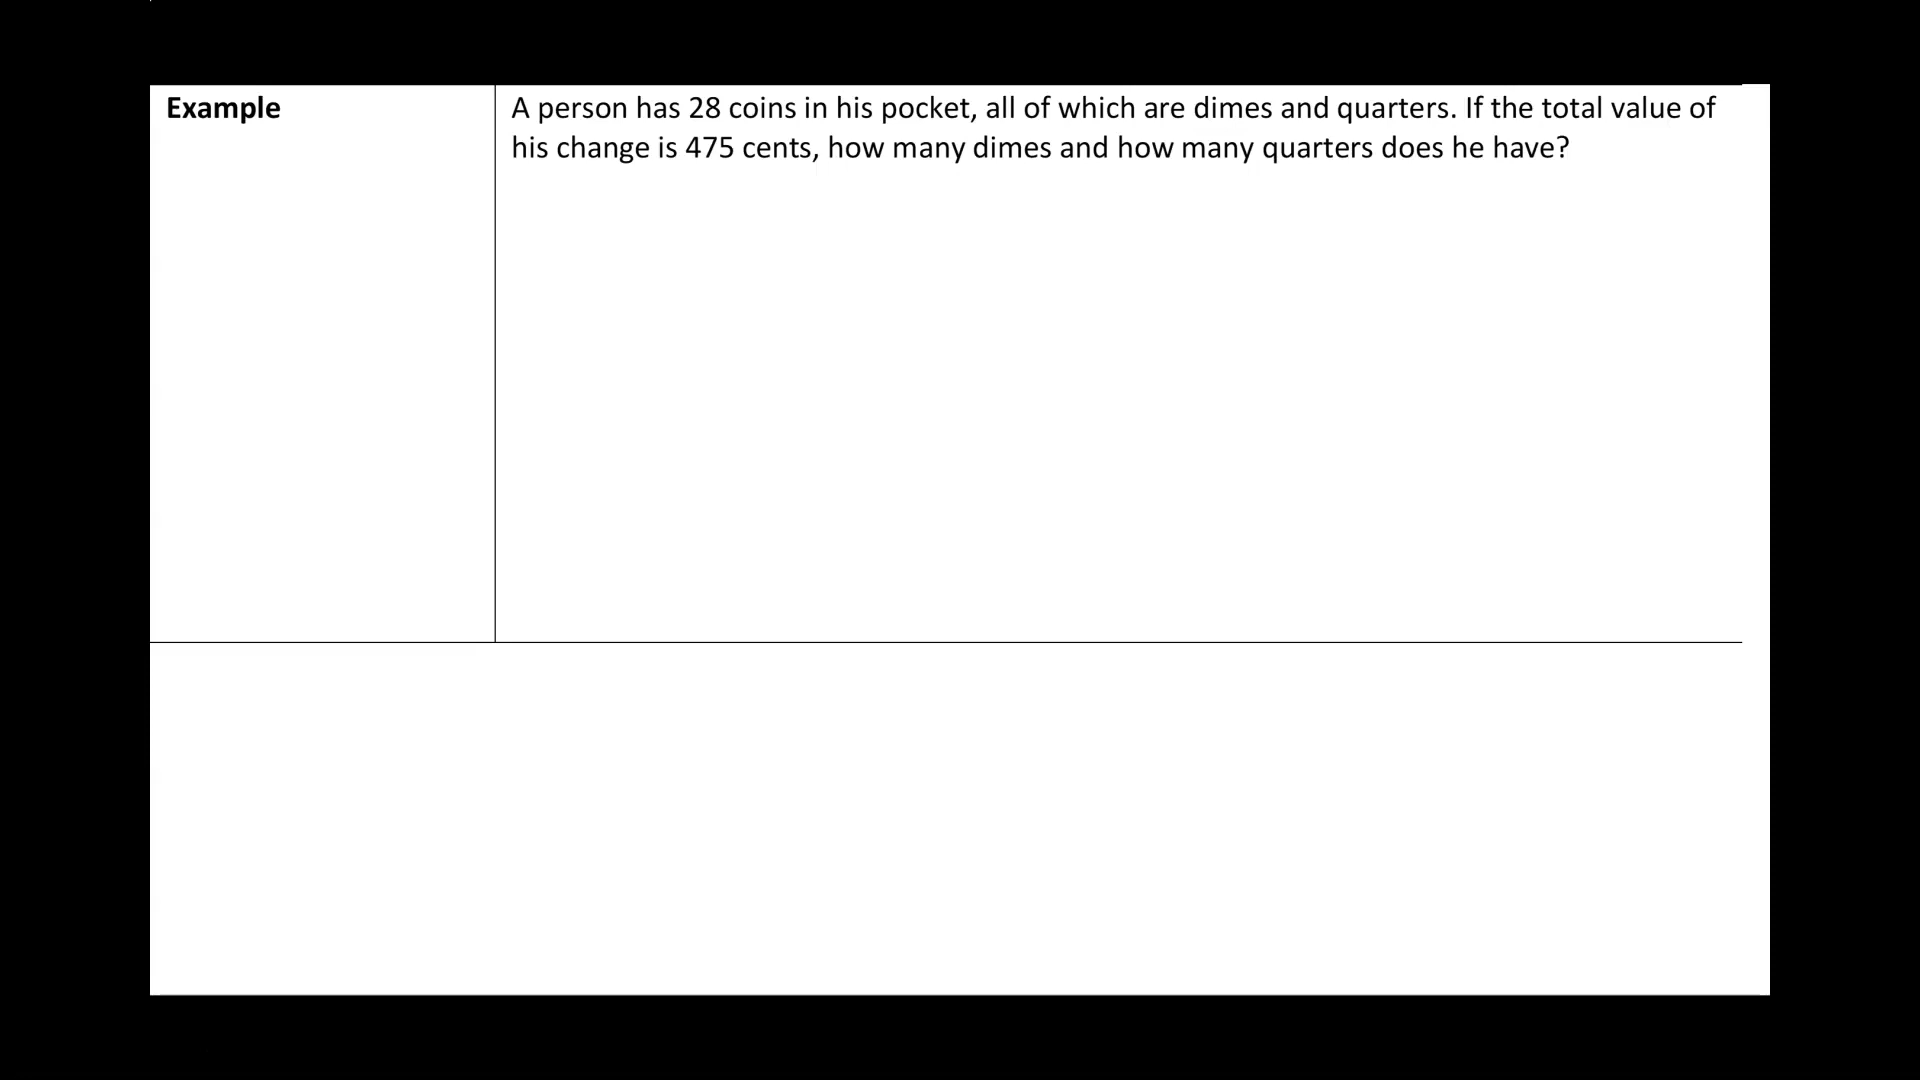 Example
A person has 28 coins in his pocket, all of which are dimes and quarters. If the total value of
his change is 475 cents, how many dimes and how many quarters does he have?